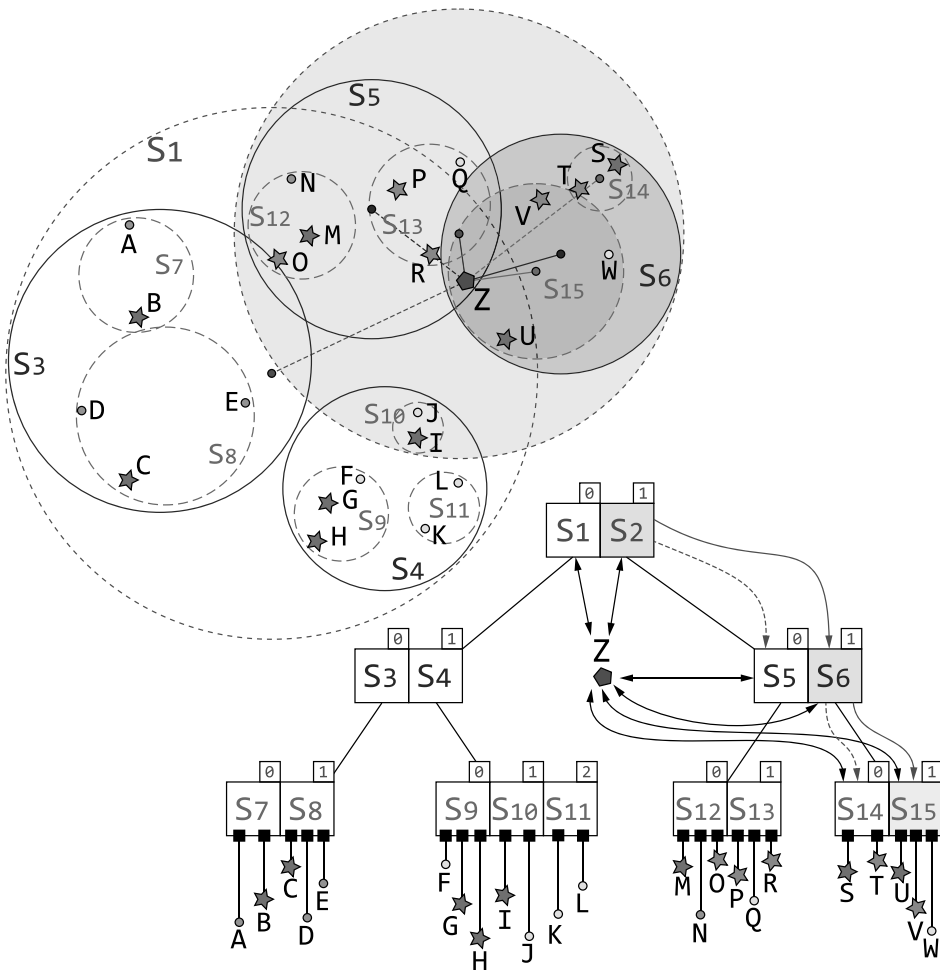 S5
S1
S
P
Q
T
N
S14
S12
S13
V
M
A
S7
O
R
W
S6
S15
B
Z
U
S3
E
D
S10
J
I
C
S8
F
L
G
S9
S11
H
K
S4
0 1
S1 S2
0 1
0 1
Z
S3 S4
S5 S6
0 1
0 1 2
0 1
0 1
S7 S8
S9 S10 S11
S12 S13
S14 S15
A B C D E
F G H I J K L
M N O P Q R
S T U V W